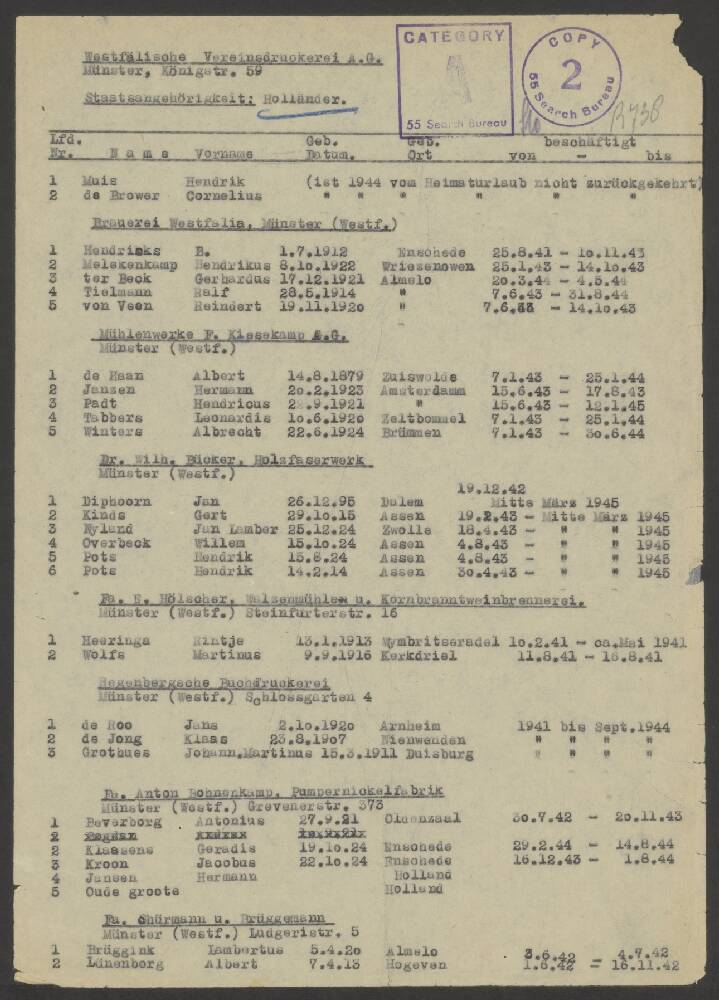 Westfälische Vereinsdruckerei A.G.
Münster, Königstr. 59
CATEGORY
A
55 Search Bureau
COPY
2
55 Search Bureau
Staatsangehörigkeit: Holländer.
R738
Lfd. Geb. Geb. beschäftigt
Nr. Name Vorname Datum. Ort von - bis
1 Muis Hendrik (ist 1944 vom Heimaturlaub nicht zurückgekehrt)
2 de Brower Cornelius " " " " " "
Brauerei Westfalia, Münster (Westf.)
1 Hendricks B. 1.7.1912 Enschede 25.8.41 - 10.11.43
2 Melekenkamp Hendrikus 8.10.1922 Wriezenowen 25.1.43 - 14.10.43
3 ter Beck Gerhardus 17.12.1921 Almelo 20.3.44 - 4.5.44
4 Tielmann Ralf 28.5.1914 " 7.6.43 - 31.8.44
5 von Veen Reindert 19.11.1920 " 7.6.43 - 14.10.43
Mühlenwerke F. Kiesekamp A.G.
Münster (Westf.)
1 de Haan Albert 14.8.1879 Zuiswolde 7.1.43 - 25.1.44
2 Janzen Hermann 20.2.1923 Amsterdamm 15.6.43 - 17.8.43
3 Padt Hendricus .9.1921 " 15.6.43 - 12.1.45
4 Tabbers Leonardis 10.6.1920 Zeltbommel 7.1.43 - 25.1.44
5 Winters Albrecht 22.6.1924 Brümmen 7.1.43 - 30.6.44
Dr. Wilh. Bücker, Holzfaserwerk
Münster (Westf.)
19.12.42
1 Diphoorn Jan 26.12.95 Dalem Mitte März 1945
2 Kinds Gert 29.10.15 Assen 19.2.43 - Mitte März 1945
3 Nyland Jan Lamber 25.12.24 Zwolle 18.4.43 - " " 1945
4 Overbeck Willem 15.10.24 Assen 4.8.43 - " " 1945
5 Pots Hendrik 15.8.24 Assen 4.8.43 - " " 1945
6 Pots Hendrik 14.2.14 Assen 30.4.43 - " " 1945
Fa. E. Hölscher, Walzenmühlen u. Kornbranntweinbrennerei.
Münster (Westf.) Steinfurterstr. 16
1 Heeringa Rintje 13.1.1913 Wymbritseradel 10.2.41 - ca.Mai 1941
2 Wolfs Martinus 9.9.1916 Kerkdriel 11.8.41 - 18.8.41
Regenbergsche Buchdruckerei
Münster (Westf.) Schlossgarten 4
1 de Roo Jans 2.10.1920 Arnheim 1941 bis Sept.1944
2 de Jong Klaas 23.8.1907 Wienwenden " " " "
3 Grothues Johann.Martinus 15.3.1911 Duisburg " " " "
Fa. Anton Bohnenkamp, Pumpernickelfabrik
Münster (Westf.) Grevenerstr. 373
1 Beverborg Antonius 27.9.21 Oldenzaal 30.7.42 - 20.11.43
2
2 Klaasens Geradis 19.10.24 Enschede 29.2.44 - 14.8.44
3 Kroon Jacobus 22.10.24 Enschede 16.12.43 - 1.8.44
4 Jansen Hermann Holland
5 Oude groote Holland
Fa. Shürmann u. Brüggemann
Münster (Westf.) Ludgeristr. 5
1 Brüggink Lambertus 5.4.20 Almelo 3.6.42 - 4.7.42
2 Lünenborg Albert 7.4.13 Hogeven 1.6.42 - 16.11.42